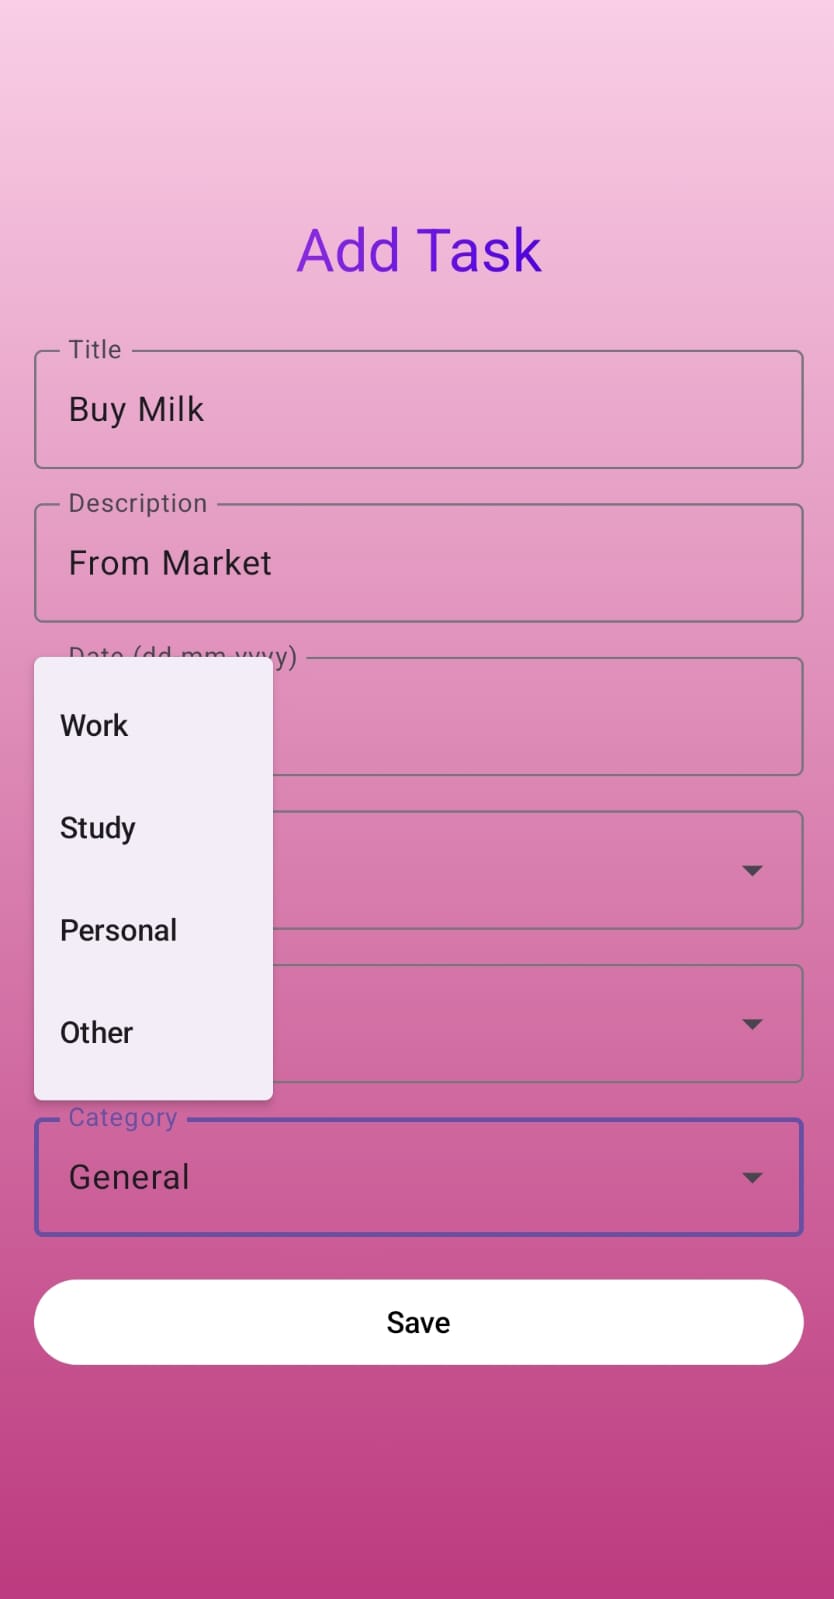 Add Task
Title
Buy Milk
Description
From Market
Date (dd-mm-yyyy)
Work
Study
Personal
Other
Category
General
Save